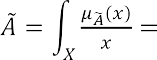 Ã = ∫_X μ_Ã(x)/x =